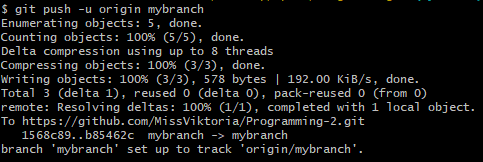 $ git push -u origin mybranch
Enumerating objects: 5, done.
Counting objects: 100% (5/5), done.
Delta compression using up to 8 threads
Compressing objects: 100% (3/3), done.
Writing objects: 100% (3/3), 578 bytes | 192.00 KiB/s, done.
Total 3 (delta 1), reused 0 (delta 0), pack-reused 0 (from 0)
remote: Resolving deltas: 100% (1/1), completed with 1 local object.
To https://github.com/MissViktoria/Programming-2.git
   1568c89..b85462c  mybranch -> mybranch
branch 'mybranch' set up to track 'origin/mybranch'.